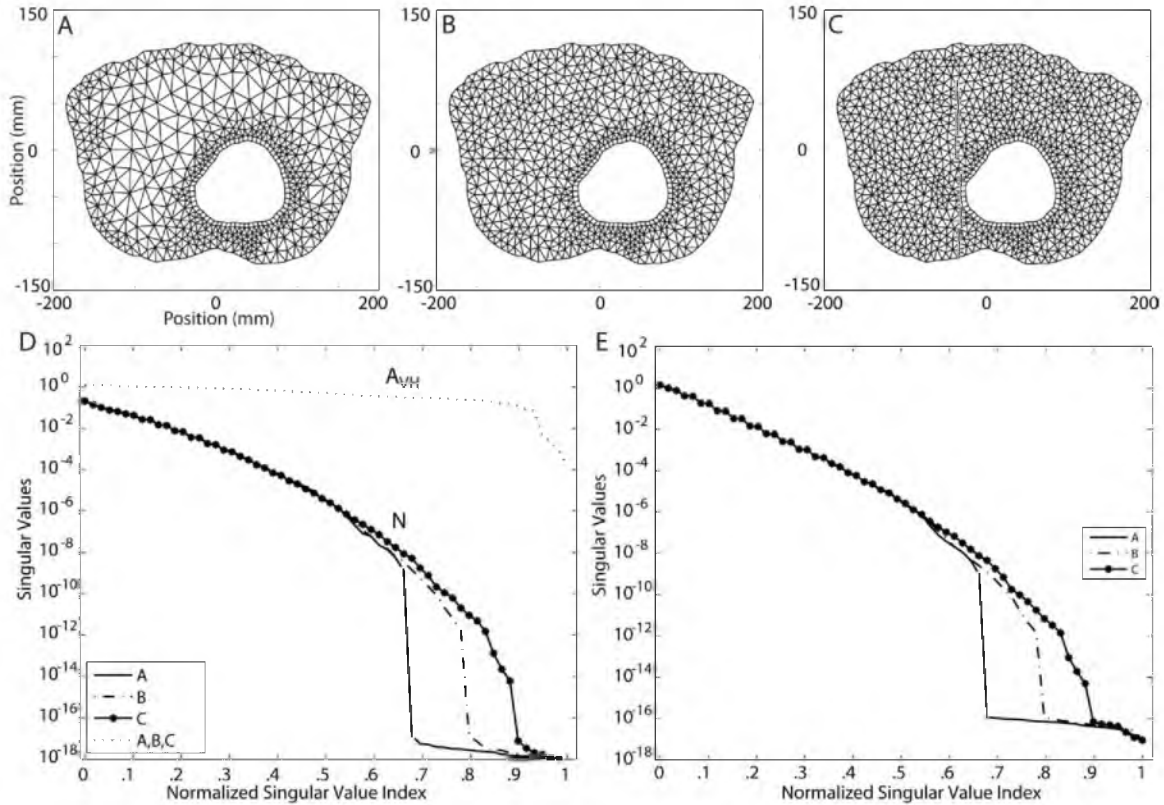 A
B
C
150
150
150
Position (mm)
0
0
0
-150
-150
-150
-200
0
200
-200
0
200
-200
0
200
Position (mm)
Position (mm)
D
E
10^2
10^0
10^-2
10^-4
10^-6
10^-8
10^-10
10^-12
10^-14
10^-16
10^-18
Singular Values
A_VH
N
A
B
C
A,B,C
0 .1 .2 .3 .4 .5 .6 .7 .8 .9 1
Normalized Singular Value Index
10^2
10^0
10^-2
10^-4
10^-6
10^-8
10^-10
10^-12
10^-14
10^-16
10^-18
Singular Values
A
B
C
0 .1 .2 .3 .4 .5 .6 .7 .8 .9 1
Normalized Singular Value Index